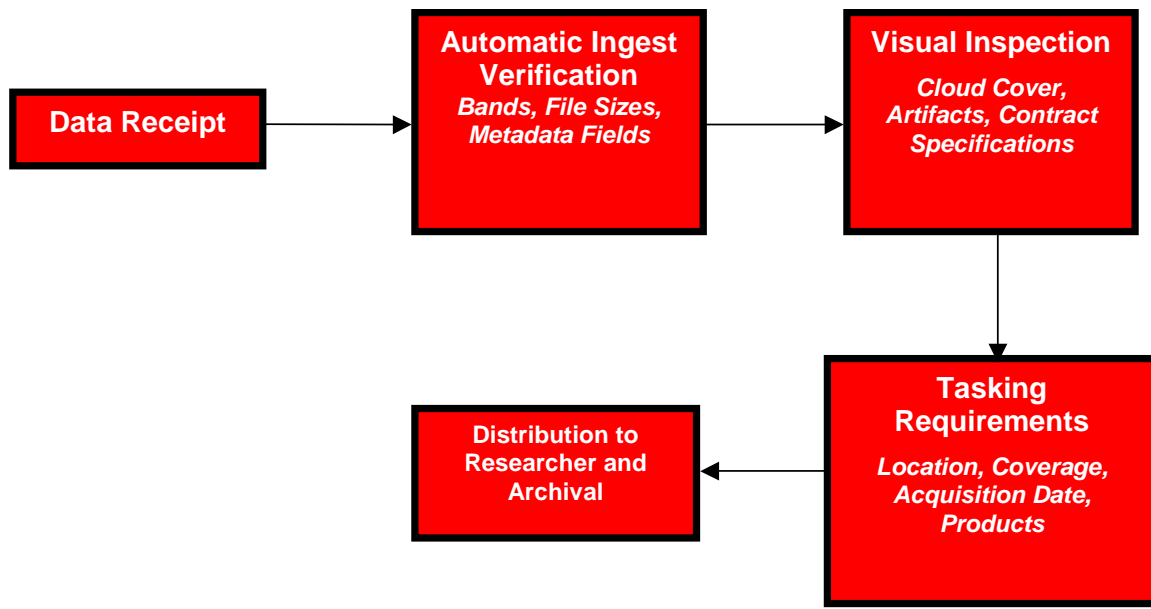 Data Receipt
Automatic Ingest
Verification
Bands, File Sizes,
Metadata Fields
Visual Inspection
Cloud Cover,
Artifacts, Contract
Specifications
Tasking
Requirements
Location, Coverage,
Acquisition Date,
Products
Distribution to
Researcher and
Archival